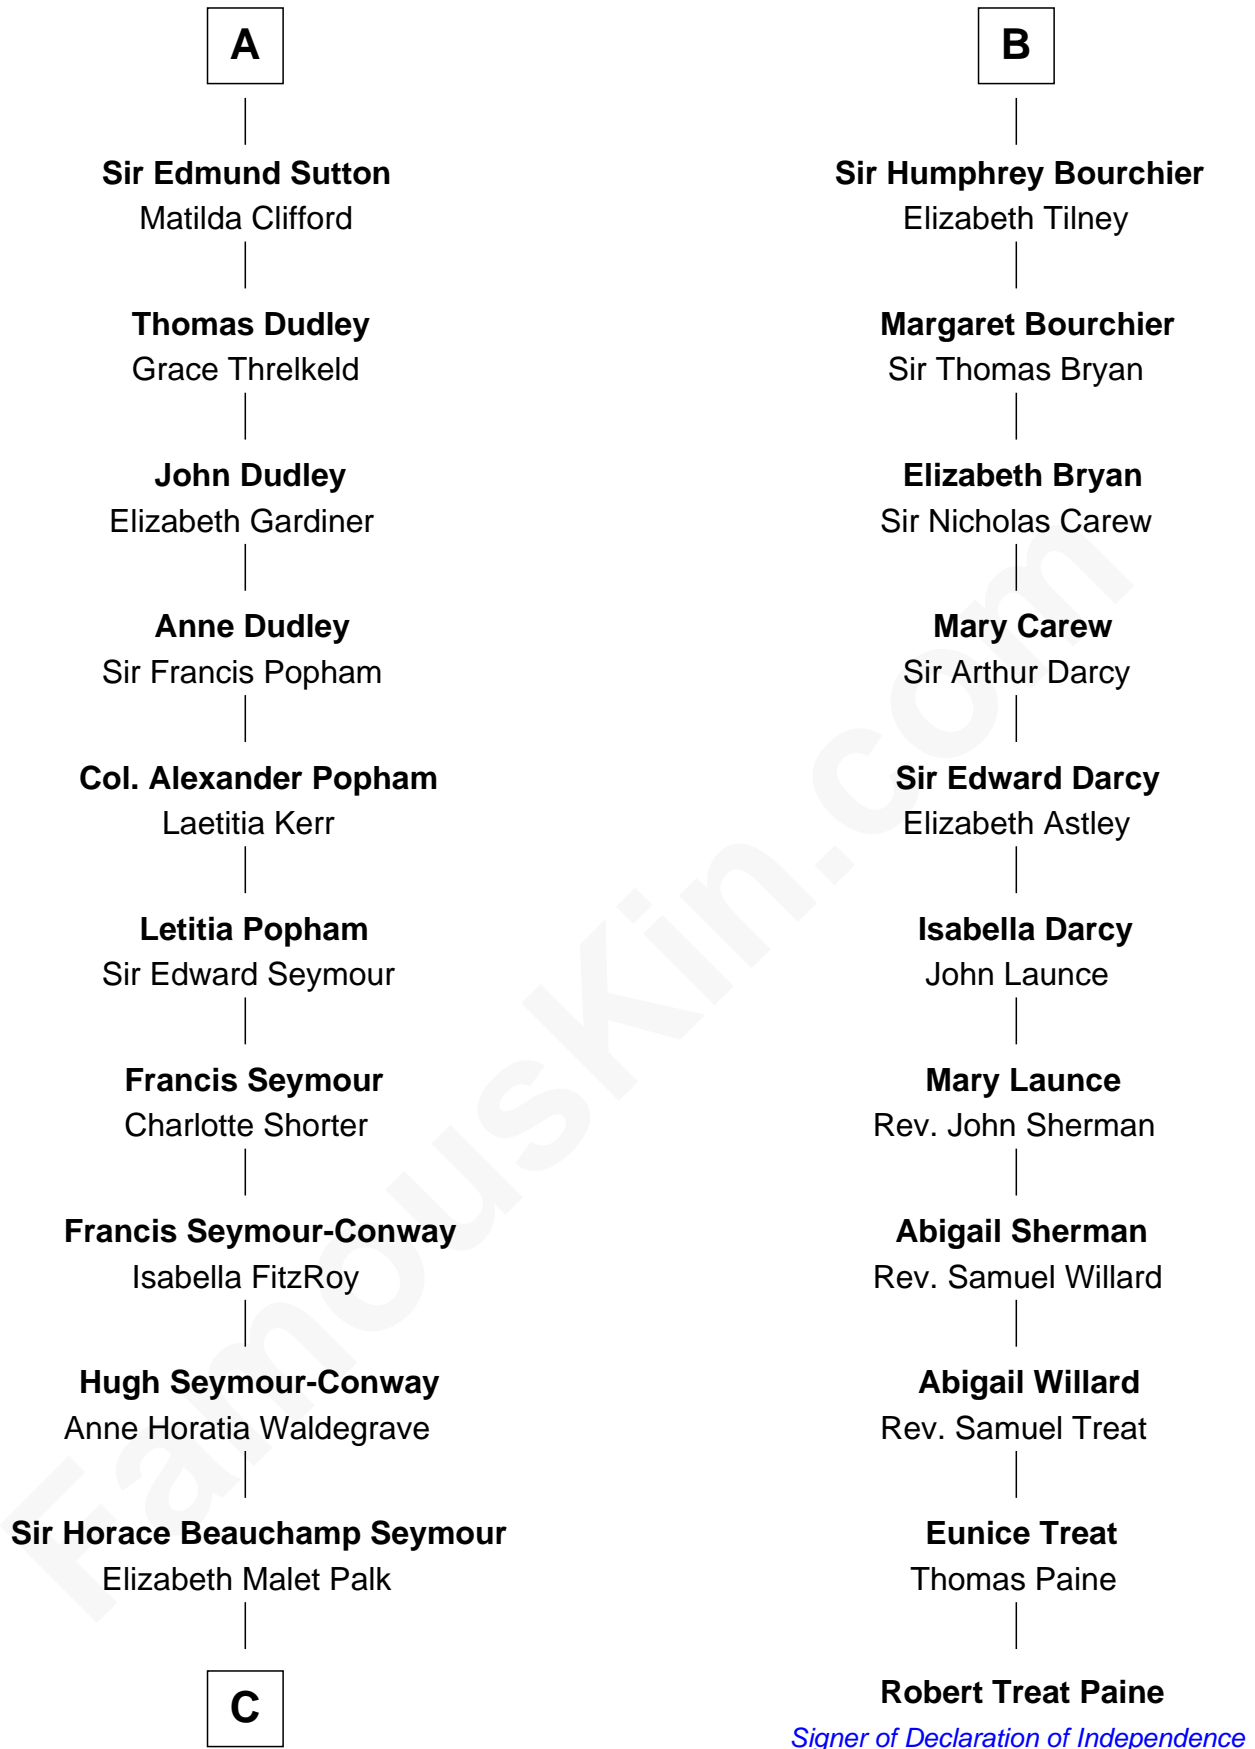 A
Sir Edmund Sutton
Matilda Clifford
Thomas Dudley
Grace Threlkeld
John Dudley
Elizabeth Gardiner
Anne Dudley
Sir Francis Popham
Col. Alexander Popham
Laetitia Kerr
Letitia Popham
Sir Edward Seymour
Francis Seymour
Charlotte Shorter
Francis Seymour-Conway
Isabella FitzRoy
Hugh Seymour-Conway
Anne Horatia Waldegrave
Sir Horace Beauchamp Seymour
Elizabeth Malet Palk
C
B
Sir Humphrey Bourchier
Elizabeth Tilney
Margaret Bourchier
Sir Thomas Bryan
Elizabeth Bryan
Sir Nicholas Carew
Mary Carew
Sir Arthur Darcy
Sir Edward Darcy
Elizabeth Astley
Isabella Darcy
John Launce
Mary Launce
Rev. John Sherman
Abigail Sherman
Rev. Samuel Willard
Abigail Willard
Rev. Samuel Treat
Eunice Treat
Thomas Paine
Robert Treat Paine
Signer of Declaration of Independence
FamousKin.com